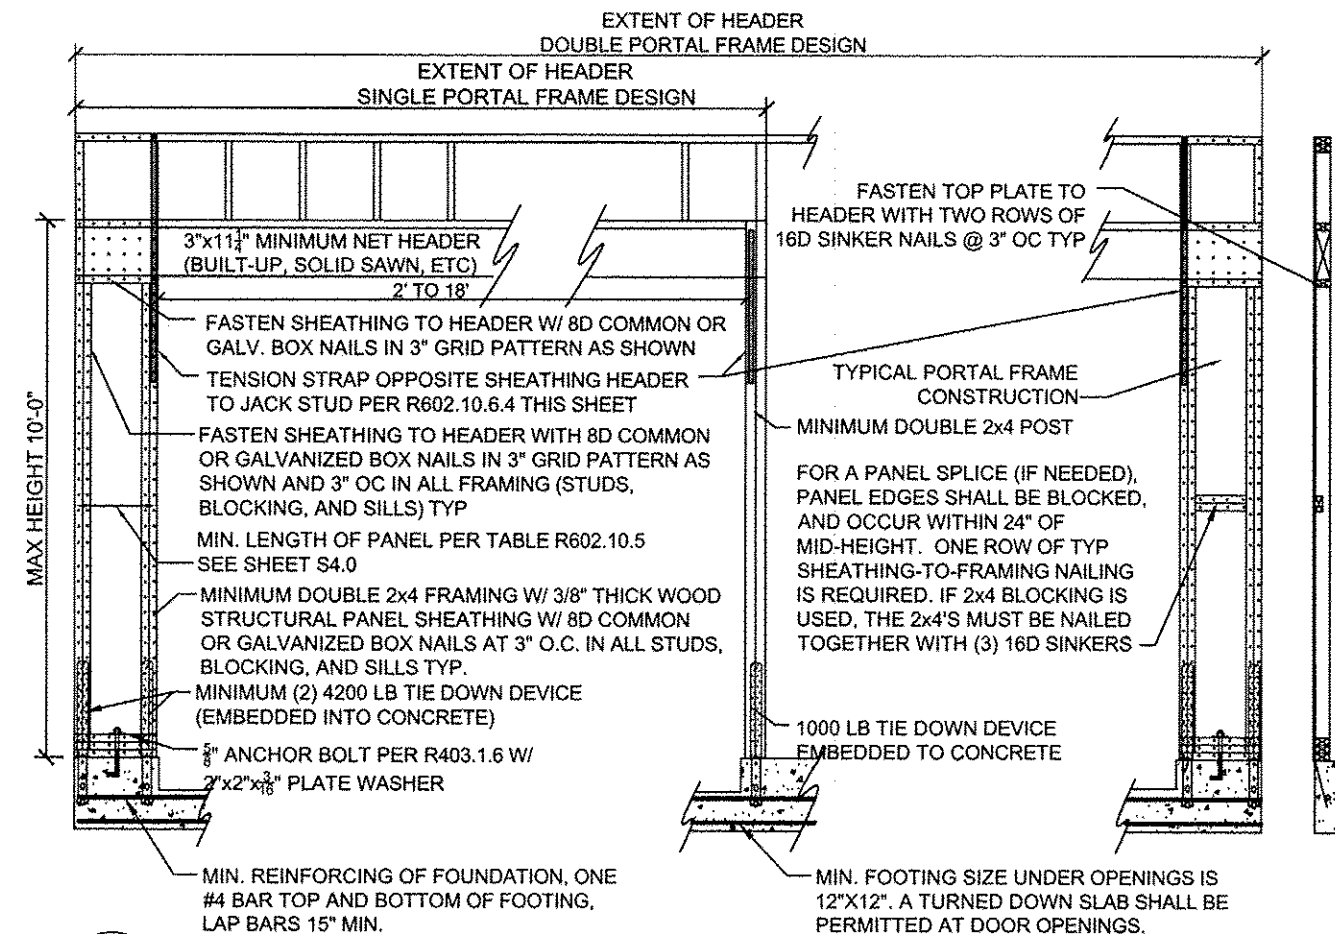 EXTENT OF HEADER
DOUBLE PORTAL FRAME DESIGN
EXTENT OF HEADER
SINGLE PORTAL FRAME DESIGN
FASTEN TOP PLATE TO
HEADER WITH TWO ROWS OF
16D SINKER NAILS @ 3" OC TYP
3"x11¼" MINIMUM NET HEADER
(BUILT-UP, SOLID SAWN, ETC)
2' TO 18'
FASTEN SHEATHING TO HEADER W/ 8D COMMON OR
GALV. BOX NAILS IN 3" GRID PATTERN AS SHOWN
TENSION STRAP OPPOSITE SHEATHING HEADER
TO JACK STUD PER R602.10.6.4 THIS SHEET
FASTEN SHEATHING TO HEADER WITH 8D COMMON
OR GALVANIZED BOX NAILS IN 3" GRID PATTERN AS
SHOWN AND 3" OC IN ALL FRAMING (STUDS,
BLOCKING, AND SILLS) TYP
MIN. LENGTH OF PANEL PER TABLE R602.10.5
SEE SHEET S4.0
MINIMUM DOUBLE 2x4 FRAMING W/ 3/8" THICK WOOD
STRUCTURAL PANEL SHEATHING W/ 8D COMMON
OR GALVANIZED BOX NAILS AT 3" O.C. IN ALL STUDS,
BLOCKING, AND SILLS TYP.
MINIMUM (2) 4200 LB TIE DOWN DEVICE
(EMBEDDED INTO CONCRETE)
⅝" ANCHOR BOLT PER R403.1.6 W/
2"x2"x3/16" PLATE WASHER
MAX HEIGHT 10'-0"
TYPICAL PORTAL FRAME
CONSTRUCTION
MINIMUM DOUBLE 2x4 POST
FOR A PANEL SPLICE (IF NEEDED),
PANEL EDGES SHALL BE BLOCKED,
AND OCCUR WITHIN 24" OF
MID-HEIGHT. ONE ROW OF TYP
SHEATHING-TO-FRAMING NAILING
IS REQUIRED. IF 2x4 BLOCKING IS
USED, THE 2x4'S MUST BE NAILED
TOGETHER WITH (3) 16D SINKERS
1000 LB TIE DOWN DEVICE
EMBEDDED TO CONCRETE
MIN. REINFORCING OF FOUNDATION, ONE
#4 BAR TOP AND BOTTOM OF FOOTING,
LAP BARS 15" MIN.
MIN. FOOTING SIZE UNDER OPENINGS IS
12"X12". A TURNED DOWN SLAB SHALL BE
PERMITTED AT DOOR OPENINGS.